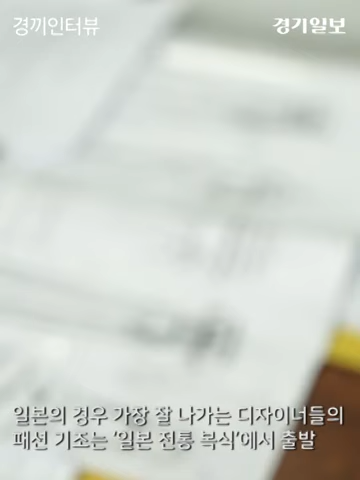 경끼인터뷰
경기일보
일본의 경우 가장 잘 나가는 디자이너들의
패션 기조는 '일본 전통 복식'에서 출발